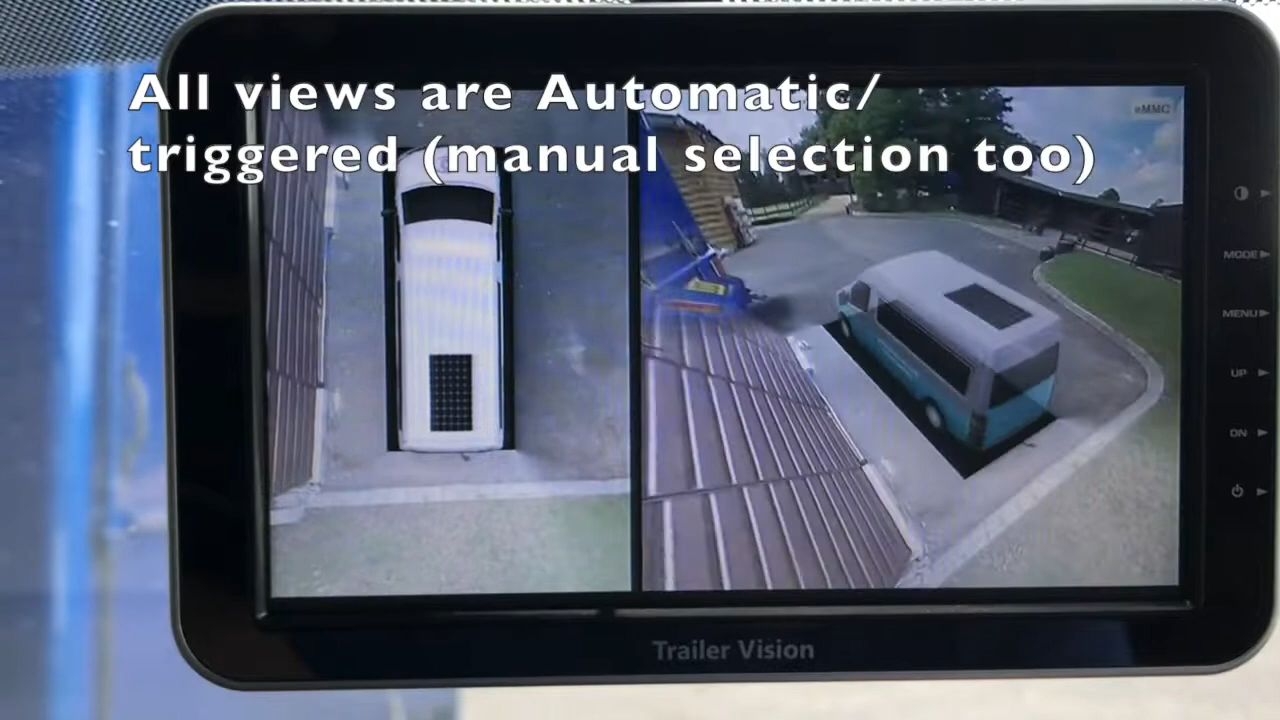 All views are Automatic/
triggered (manual selection too)
eMMC
MODE
MENU
UP
DN
Trailer Vision